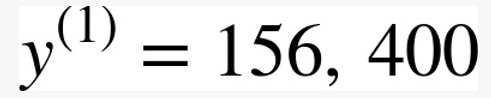 y^{(1)} = 156, 400